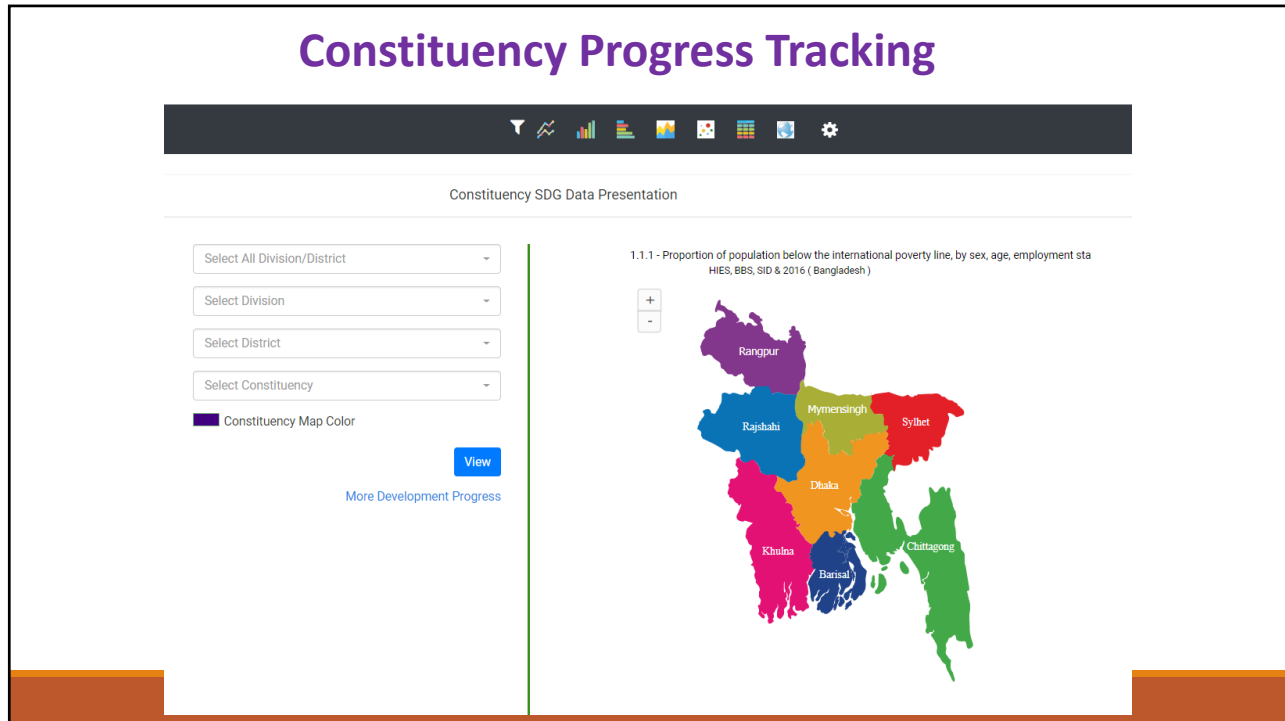 Constituency Progress Tracking
Constituency SDG Data Presentation
Select All Division/District
Select Division
Select District
Select Constituency
Constituency Map Color
View
More Development Progress
1.1.1 - Proportion of population below the international poverty line, by sex, age, employment sta
HIES, BBS, SID & 2016 ( Bangladesh )
+
-
Rangpur
Mymensingh
Sylhet
Rajshahi
Dhaka
Khulna
Chittagong
Barisal